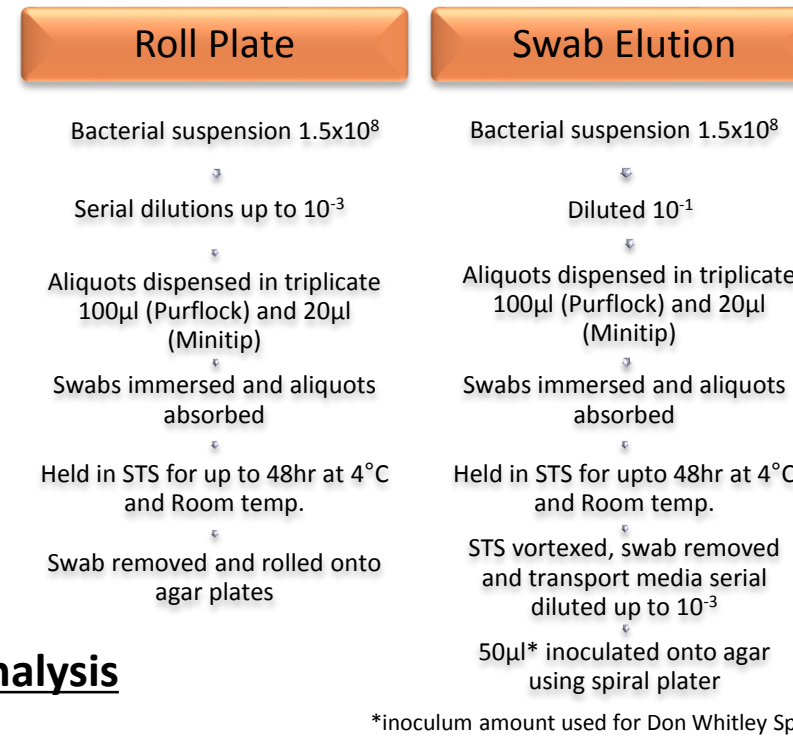 Roll Plate
Bacterial suspension 1.5x10⁸
Serial dilutions up to 10⁻³
Aliquots dispensed in triplicate
100µl (Purflock) and 20µl
(Minitip)
Swabs immersed and aliquots
absorbed
Held in STS for up to 48hr at 4°C
and Room temp.
Swab removed and rolled onto
agar plates
Swab Elution
Bacterial suspension 1.5x10⁸
Diluted 10⁻¹
Aliquots dispensed in triplicate
100µl (Purflock) and 20µl
(Minitip)
Swabs immersed and aliquots
absorbed
Held in STS for upto 48hr at 4°C
and Room temp.
STS vortexed, swab removed
and transport media serial
diluted up to 10⁻³
50µl* inoculated onto agar
using spiral plater
nalysis
*inoculum amount used for Don Whitley Sp